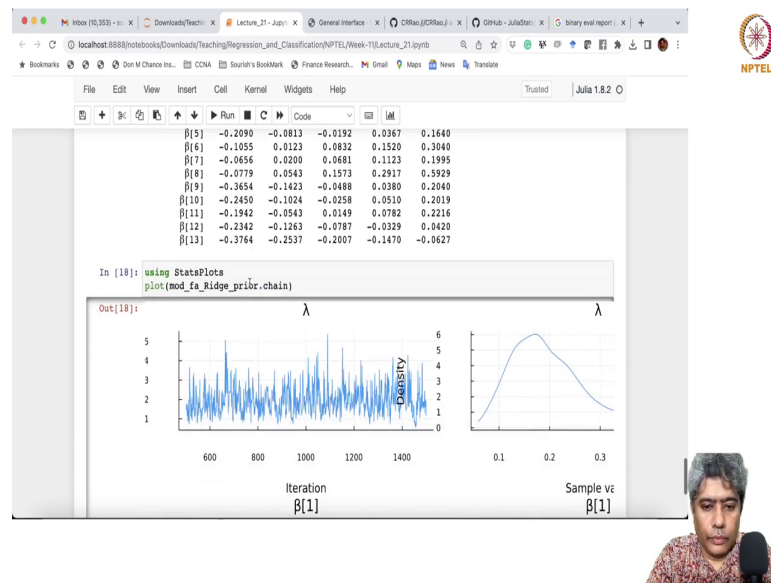 Inbox (10,353) - so
Downloads/Teachin
Lecture_21 - Jupyt
General Interface
CRRao.jl/CRRao.jl a
GitHub - JuliaStats
binary eval report j
localhost:8888/notebooks/Downloads/Teaching/Regression_and_Classification/NPTEL/Week-11/Lecture_21.ipynb
Bookmarks Don M Chance Ins... CCNA Sourish's BookMark Finance Research... Gmail Maps News Translate
NPTEL
File Edit View Insert Cell Kernel Widgets Help Trusted Julia 1.8.2
Run Code
β[5] -0.2090 -0.0813 -0.0192 0.0367 0.1640
β[6] -0.1055 0.0123 0.0832 0.1520 0.3040
β[7] -0.0656 0.0200 0.0681 0.1123 0.1995
β[8] -0.0779 0.0543 0.1573 0.2917 0.5929
β[9] -0.3654 -0.1423 -0.0488 0.0380 0.2040
β[10] -0.2450 -0.1024 -0.0258 0.0510 0.2019
β[11] -0.1942 -0.0543 0.0149 0.0782 0.2216
β[12] -0.2342 -0.1263 -0.0787 -0.0329 0.0420
β[13] -0.3764 -0.2537 -0.2007 -0.1470 -0.0627
In [18]: using StatsPlots
plot(mod_fa_Ridge_prior.chain)
Out[18]:
λ λ
5
4
3
2
1
Density
6
5
4
3
2
1
0
600 800 1000 1200 1400
0.1 0.2 0.3
Iteration Sample va
β[1] β[1]